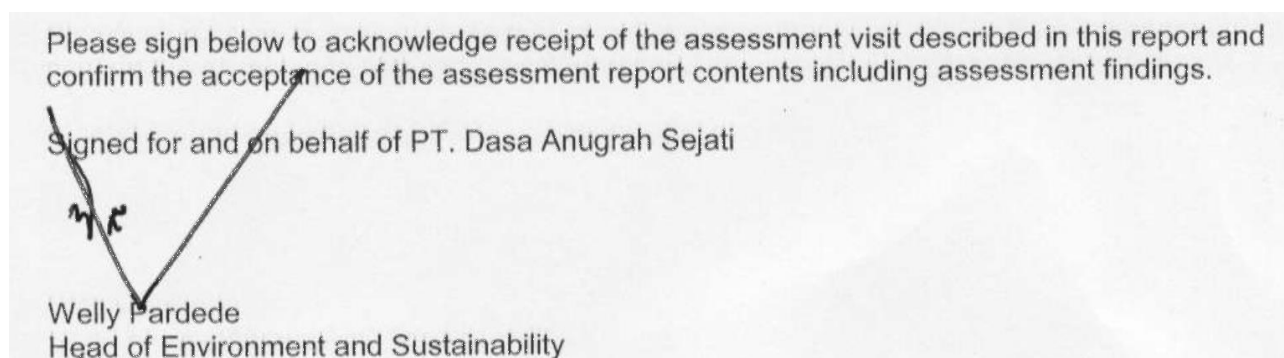 Please sign below to acknowledge receipt of the assessment visit described in this report and
confirm the acceptance of the assessment report contents including assessment findings.
Signed for and on behalf of PT. Dasa Anugrah Sejati
Welly Pardede
Head of Environment and Sustainability